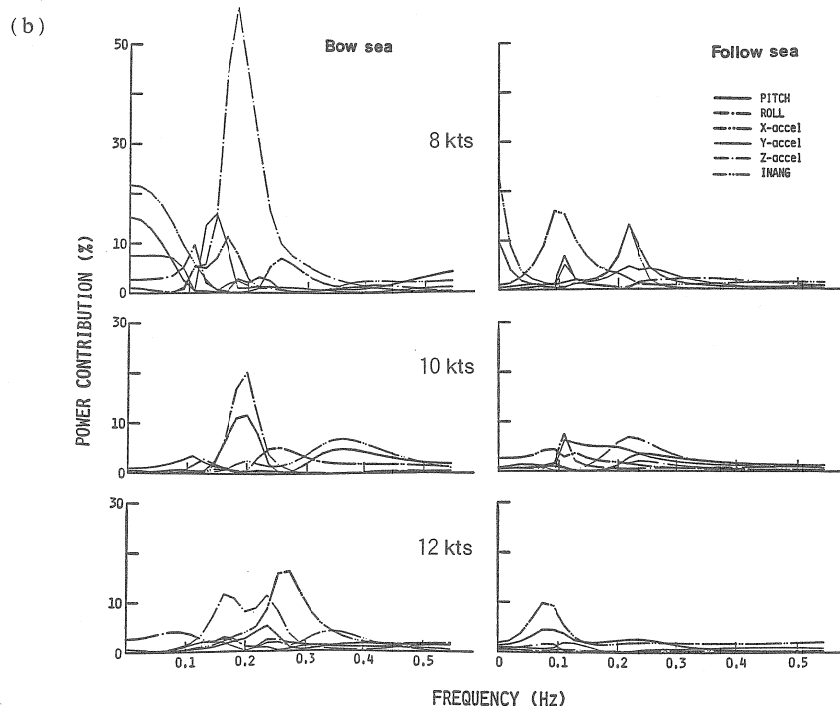 (b)
Bow sea
Follow sea
PITCH
ROLL
X-accel
Y-accel
Z-accel
INANG
8 kts
10 kts
12 kts
POWER CONTRIBUTION (%)
50
30
10
0
30
10
0
30
10
0
0.1 0.2 0.3 0.4 0.5
0 0.1 0.2 0.3 0.4 0.5
FREQUENCY (Hz)